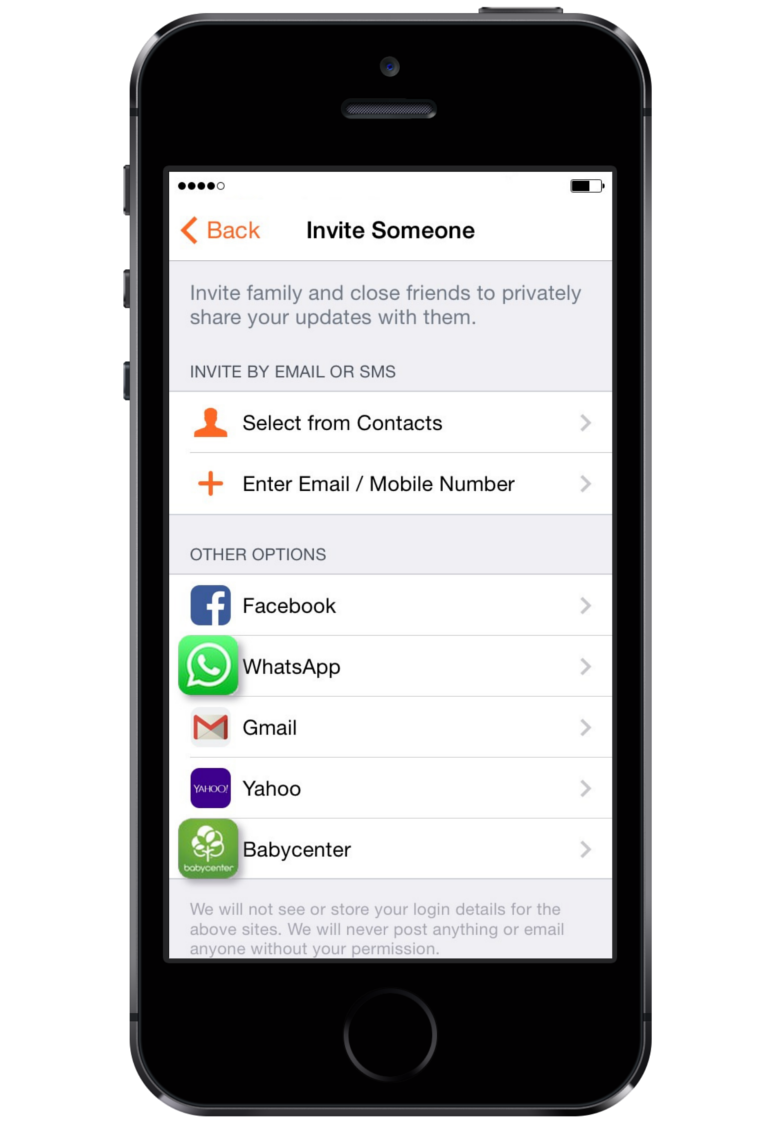 Back Invite Someone
Invite family and close friends to privately
share your updates with them.
INVITE BY EMAIL OR SMS
Select from Contacts
Enter Email / Mobile Number
OTHER OPTIONS
f Facebook
WhatsApp
M Gmail
YAHOO! Yahoo
babycenter Babycenter
We will not see or store your login details for the
above sites. We will never post anything or email
anyone without your permission.